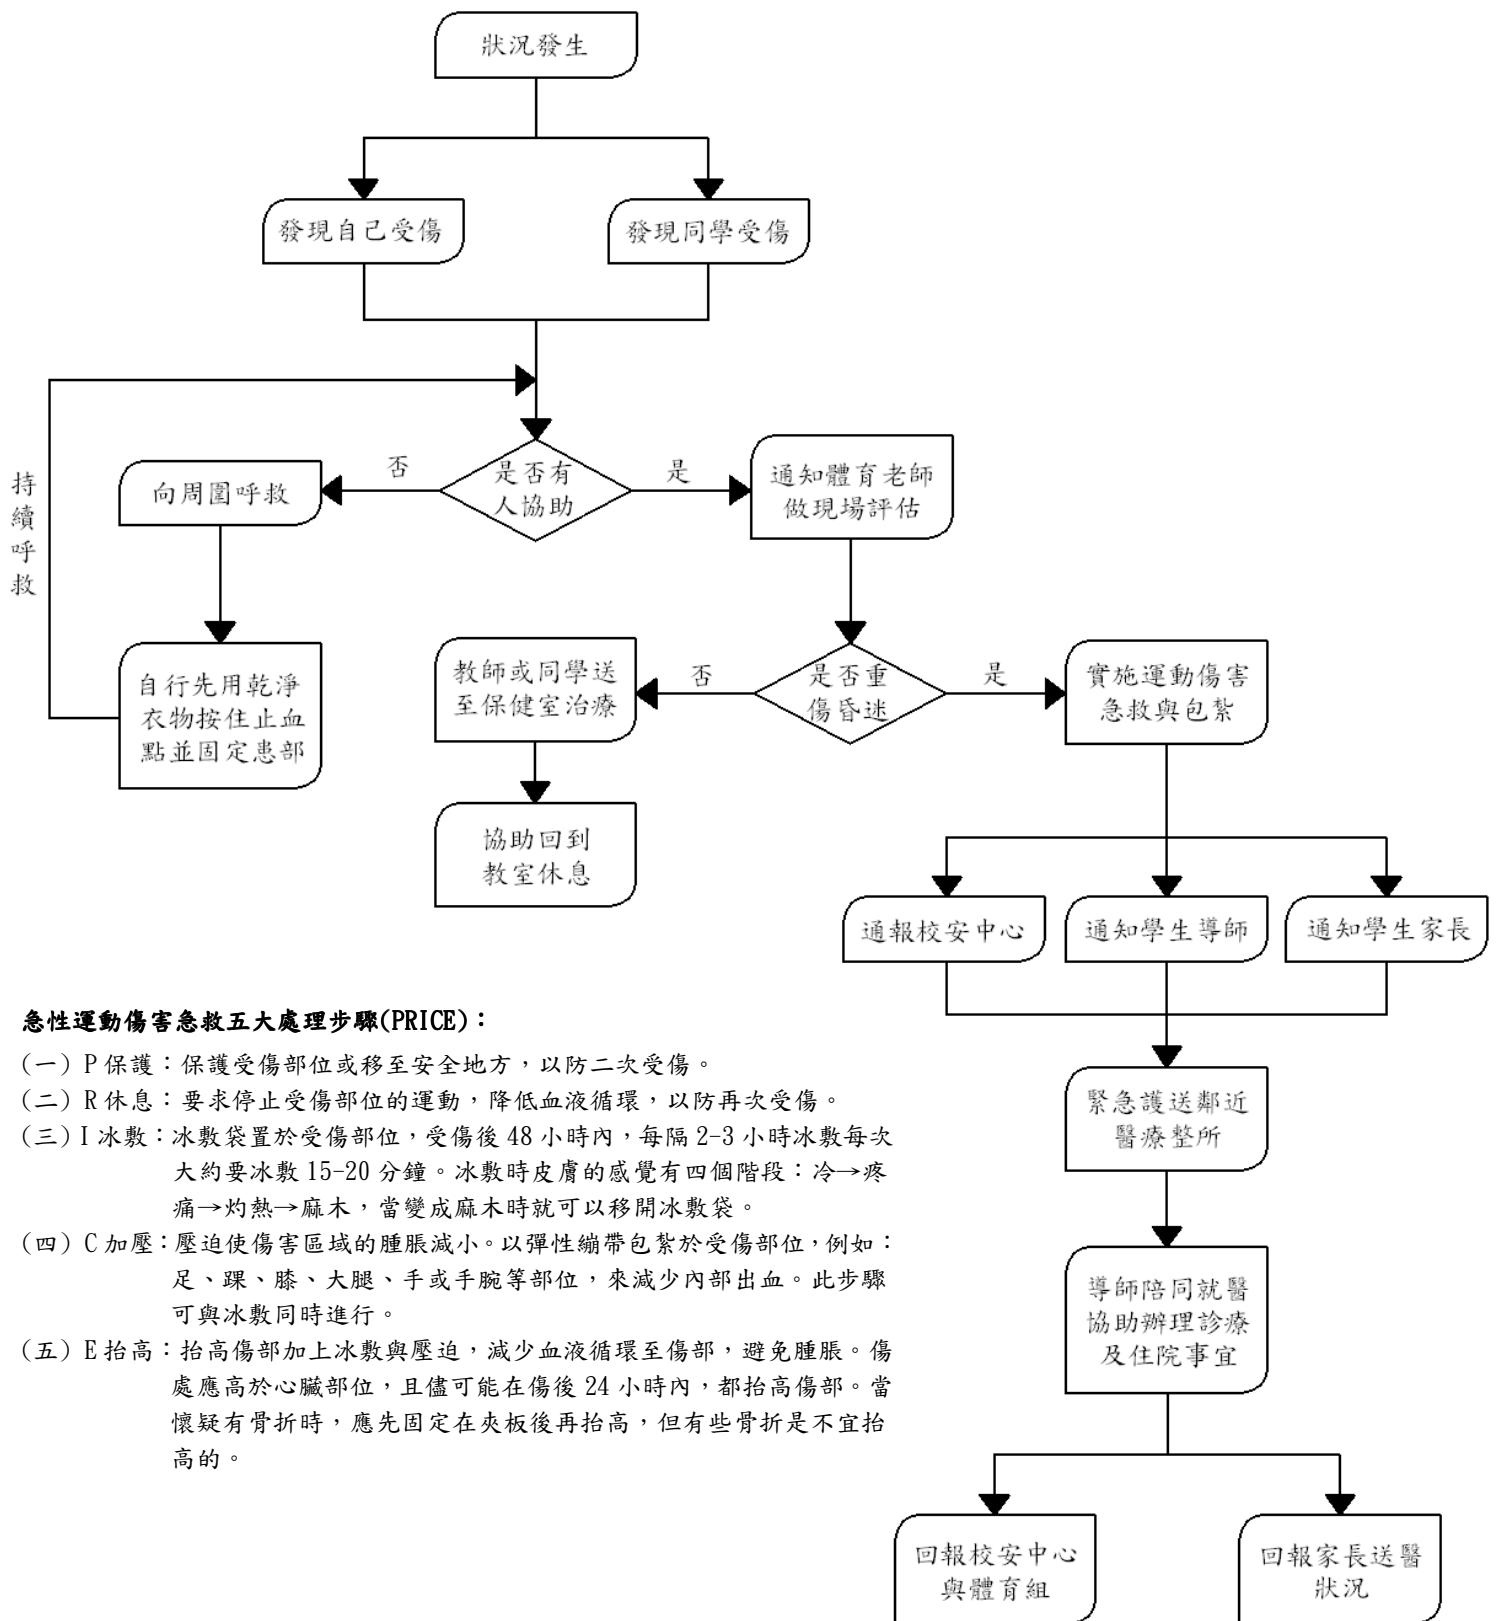 狀況發生
發現自己受傷
發現同學受傷
持
續
呼
救
向周圍呼救
否
是否有
人協助
是
通知體育老師
做現場評估
自行先用乾淨
衣物按住止血
點並固定患部
教師或同學送
至保健室治療
否
是否重
傷昏迷
是
實施運動傷害
急救與包紮
協助回到
教室休息
通報校安中心
通知學生導師
通知學生家長
緊急護送鄰近
醫療整所
導師陪同就醫
協助辦理診療
及住院事宜
回報校安中心
與體育組
回報家長送醫
狀況
急性運動傷害急救五大處理步驟(PRICE)：
(一) P 保護：保護受傷部位或移至安全地方，以防二次受傷。
(二) R 休息：要求停止受傷部位的運動，降低血液循環，以防再次受傷。
(三) I 冰敷：冰敷袋置於受傷部位，受傷後 48 小時內，每隔 2-3 小時冰敷每次
大約要冰敷 15-20 分鐘。冰敷時皮膚的感覺有四個階段：冷→疼
痛→灼熱→麻木，當變成麻木時就可以移開冰敷袋。
(四) C 加壓：壓迫使傷害區域的腫脹減小。以彈性繃帶包紮於受傷部位，例如：
足、踝、膝、大腿、手或手腕等部位，來減少內部出血。此步驟
可與冰敷同時進行。
(五) E 抬高：抬高傷部加上冰敷與壓迫，減少血液循環至傷部，避免腫脹。傷
處應高於心臟部位，且儘可能在傷後 24 小時內，都抬高傷部。當
懷疑有骨折時，應先固定在夾板後再抬高，但有些骨折是不宜抬
高的。